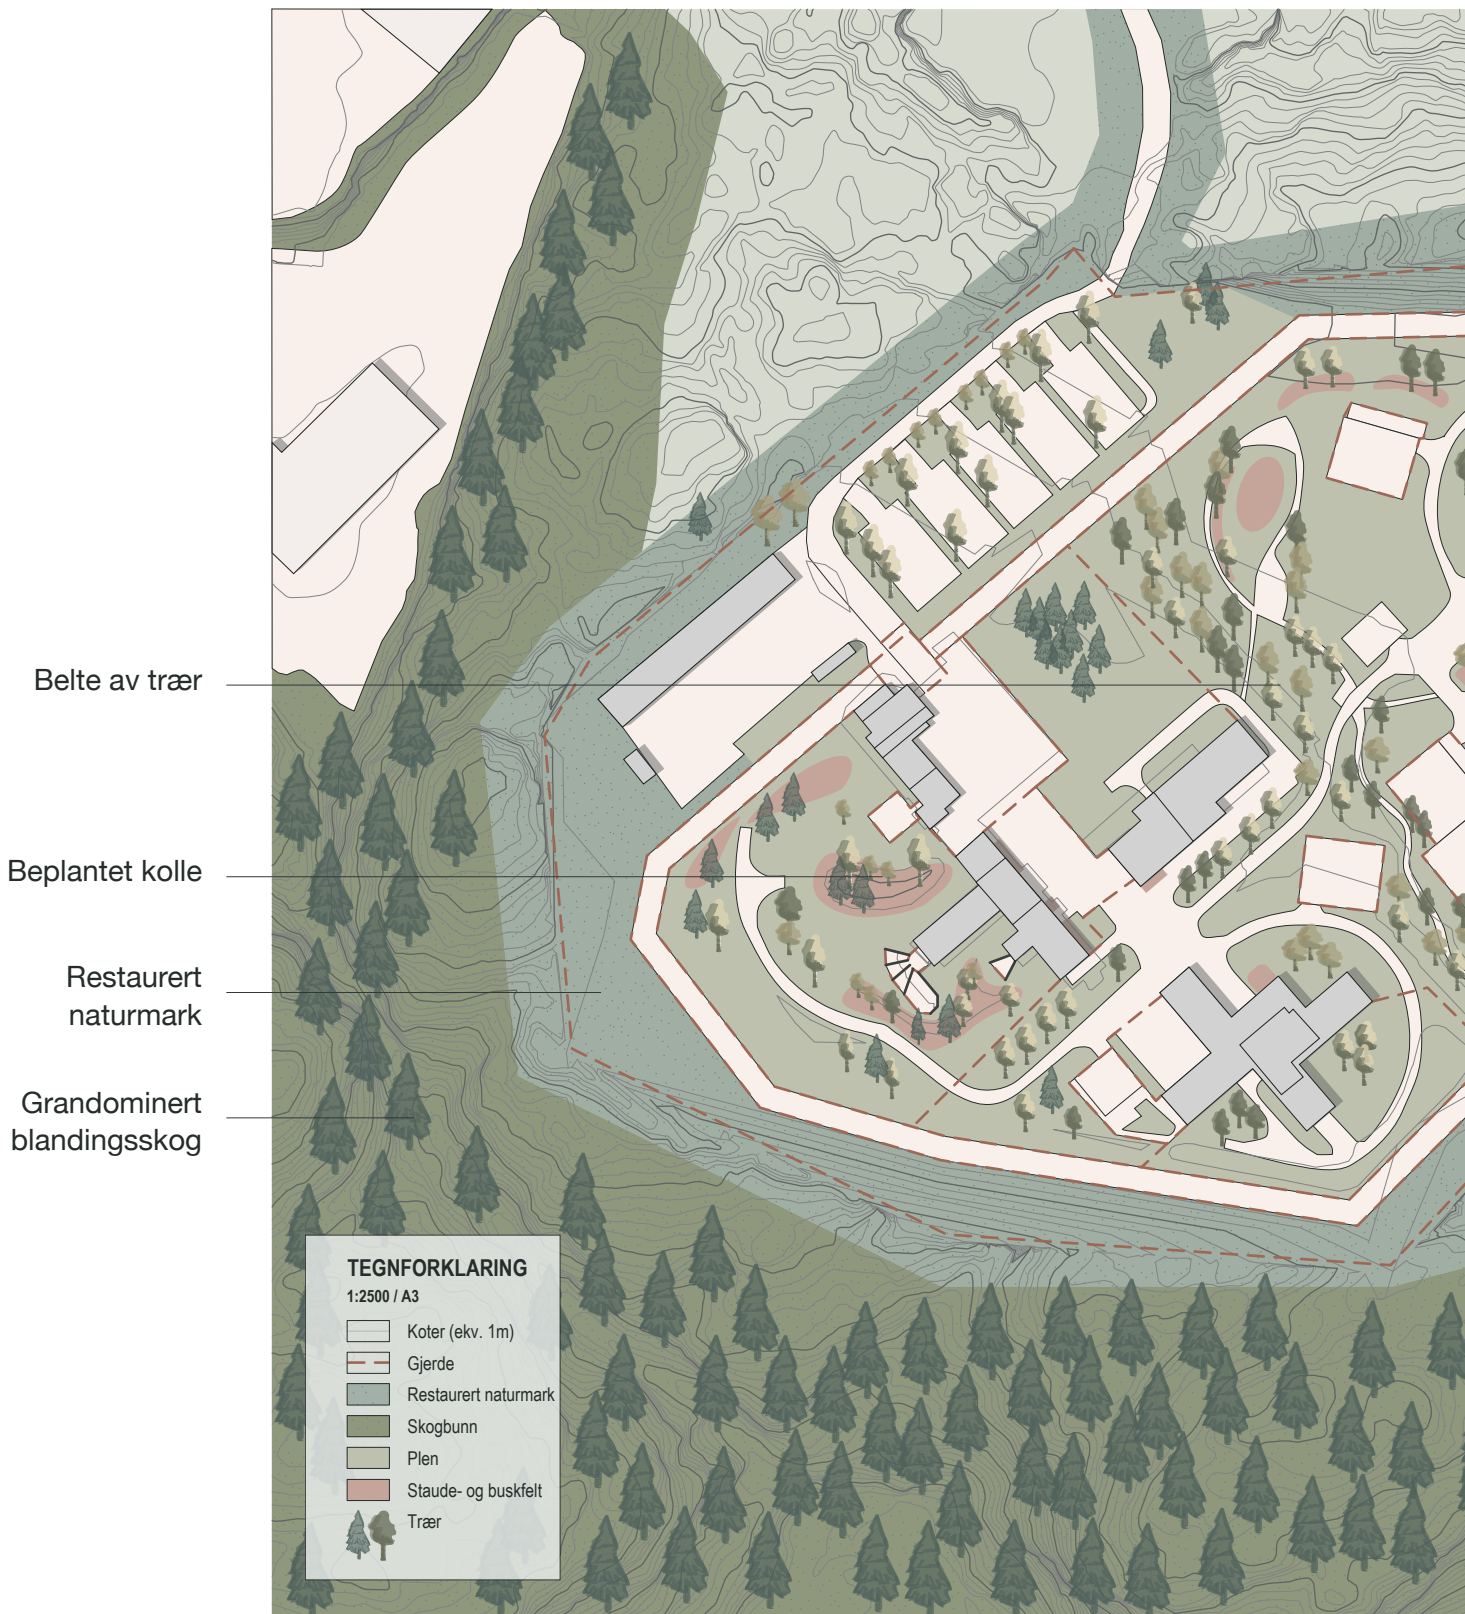 Belte av trær
Beplantet kolle
Restaurert
naturmark
Grandominert
blandingsskog
TEGNFORKLARING
1:2500 / A3
Koter (ekv. 1m)
Gjerde
Restaurert naturmark
Skogbunn
Plen
Staude- og buskfelt
Trær